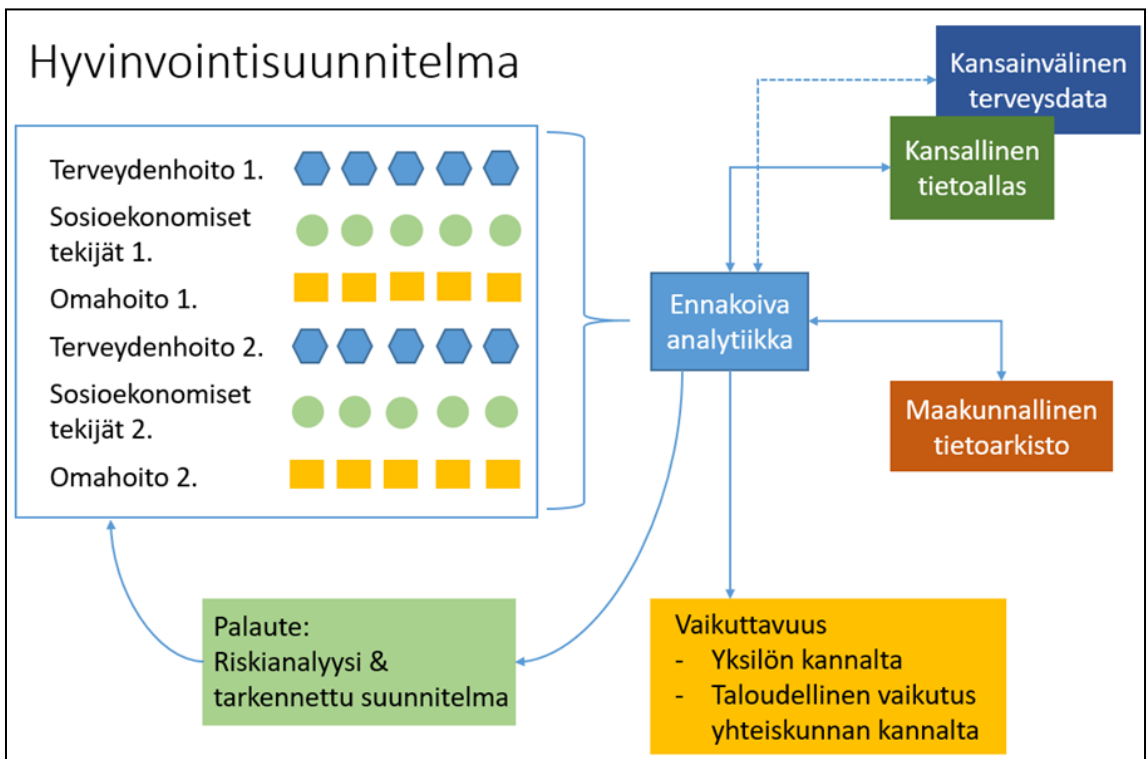 Hyvinvointisuunnitelma
Terveydenhoito 1.
Sosioekonomiset
tekijät 1.
Omahoito 1.
Terveydenhoito 2.
Sosioekonomiset
tekijät 2.
Omahoito 2.
Kansainvälinen
terveysdata
Kansallinen
tietoallas
Ennakoiva
analytiikka
Maakunnallinen
tietoarkisto
Palaute:
Riskianalyysi &
tarkennettu suunnitelma
Vaikuttavuus
- Yksilön kannalta
- Taloudellinen vaikutus
yhteiskunnan kannalta